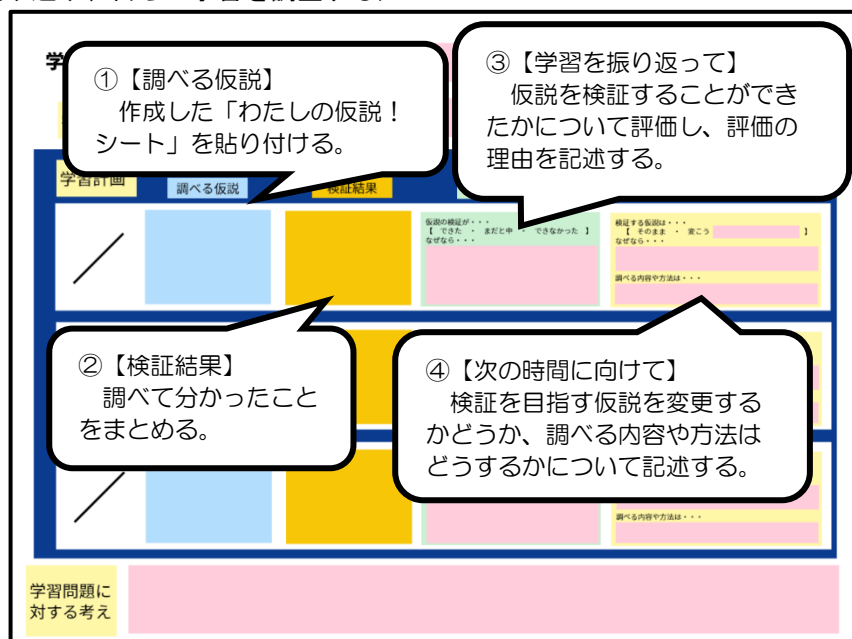 学
①【調べる仮説】
作成した「わたしの仮説！
シート」を貼り付ける。
③【学習を振り返って】
仮説を検証することができ
たかについて評価し、評価の
理由を記述する。
学習計画
調べる仮説
検証結果
仮説の検証が・・・
【 できた ・ まだと中 ・ できなかった 】
なぜなら・・・
検証する仮説は・・・
【 そのまま ・ 変こう 】
なぜなら・・・
調べる内容や方法は・・・
②【検証結果】
調べて分かったこと
をまとめる。
④【次の時間に向けて】
検証を目指す仮説を変更する
かどうか、調べる内容や方法は
どうするかについて記述する。
調べる内容や方法は・・・
学習問題に
対する考え